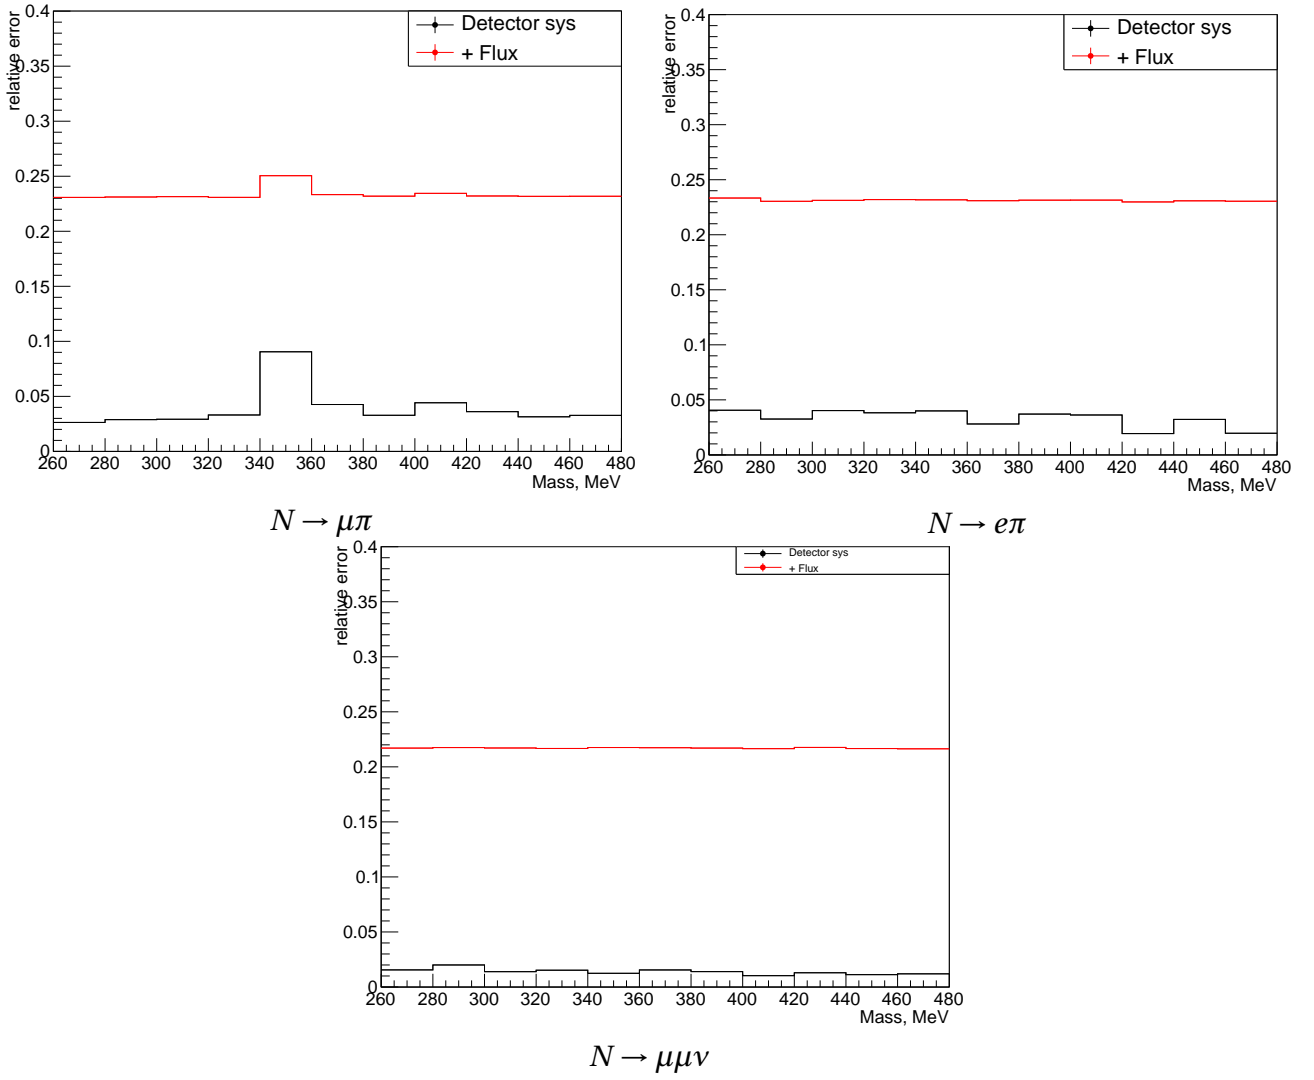 relative error
0.4
0.35
0.3
0.25
0.2
0.15
0.1
0.05
0
260 280 300 320 340 360 380 400 420 440 460 480
Mass, MeV
Detector sys
+ Flux
N → μπ
relative error
0.4
0.35
0.3
0.25
0.2
0.15
0.1
0.05
0
260 280 300 320 340 360 380 400 420 440 460 480
Mass, MeV
Detector sys
+ Flux
N → eπ
relative error
0.4
0.35
0.3
0.25
0.2
0.15
0.1
0.05
0
260 280 300 320 340 360 380 400 420 440 460 480
Mass, MeV
Detector sys
+ Flux
N → μμν